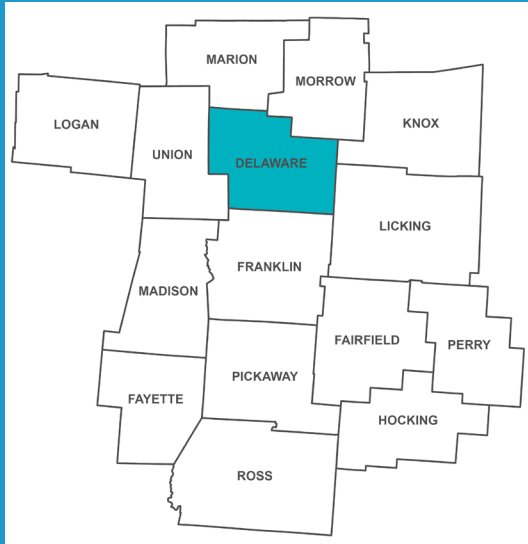 MARION
MORROW
LOGAN
KNOX
UNION
DELAWARE
LICKING
FRANKLIN
MADISON
FAIRFIELD
PERRY
PICKAWAY
FAYETTE
HOCKING
ROSS